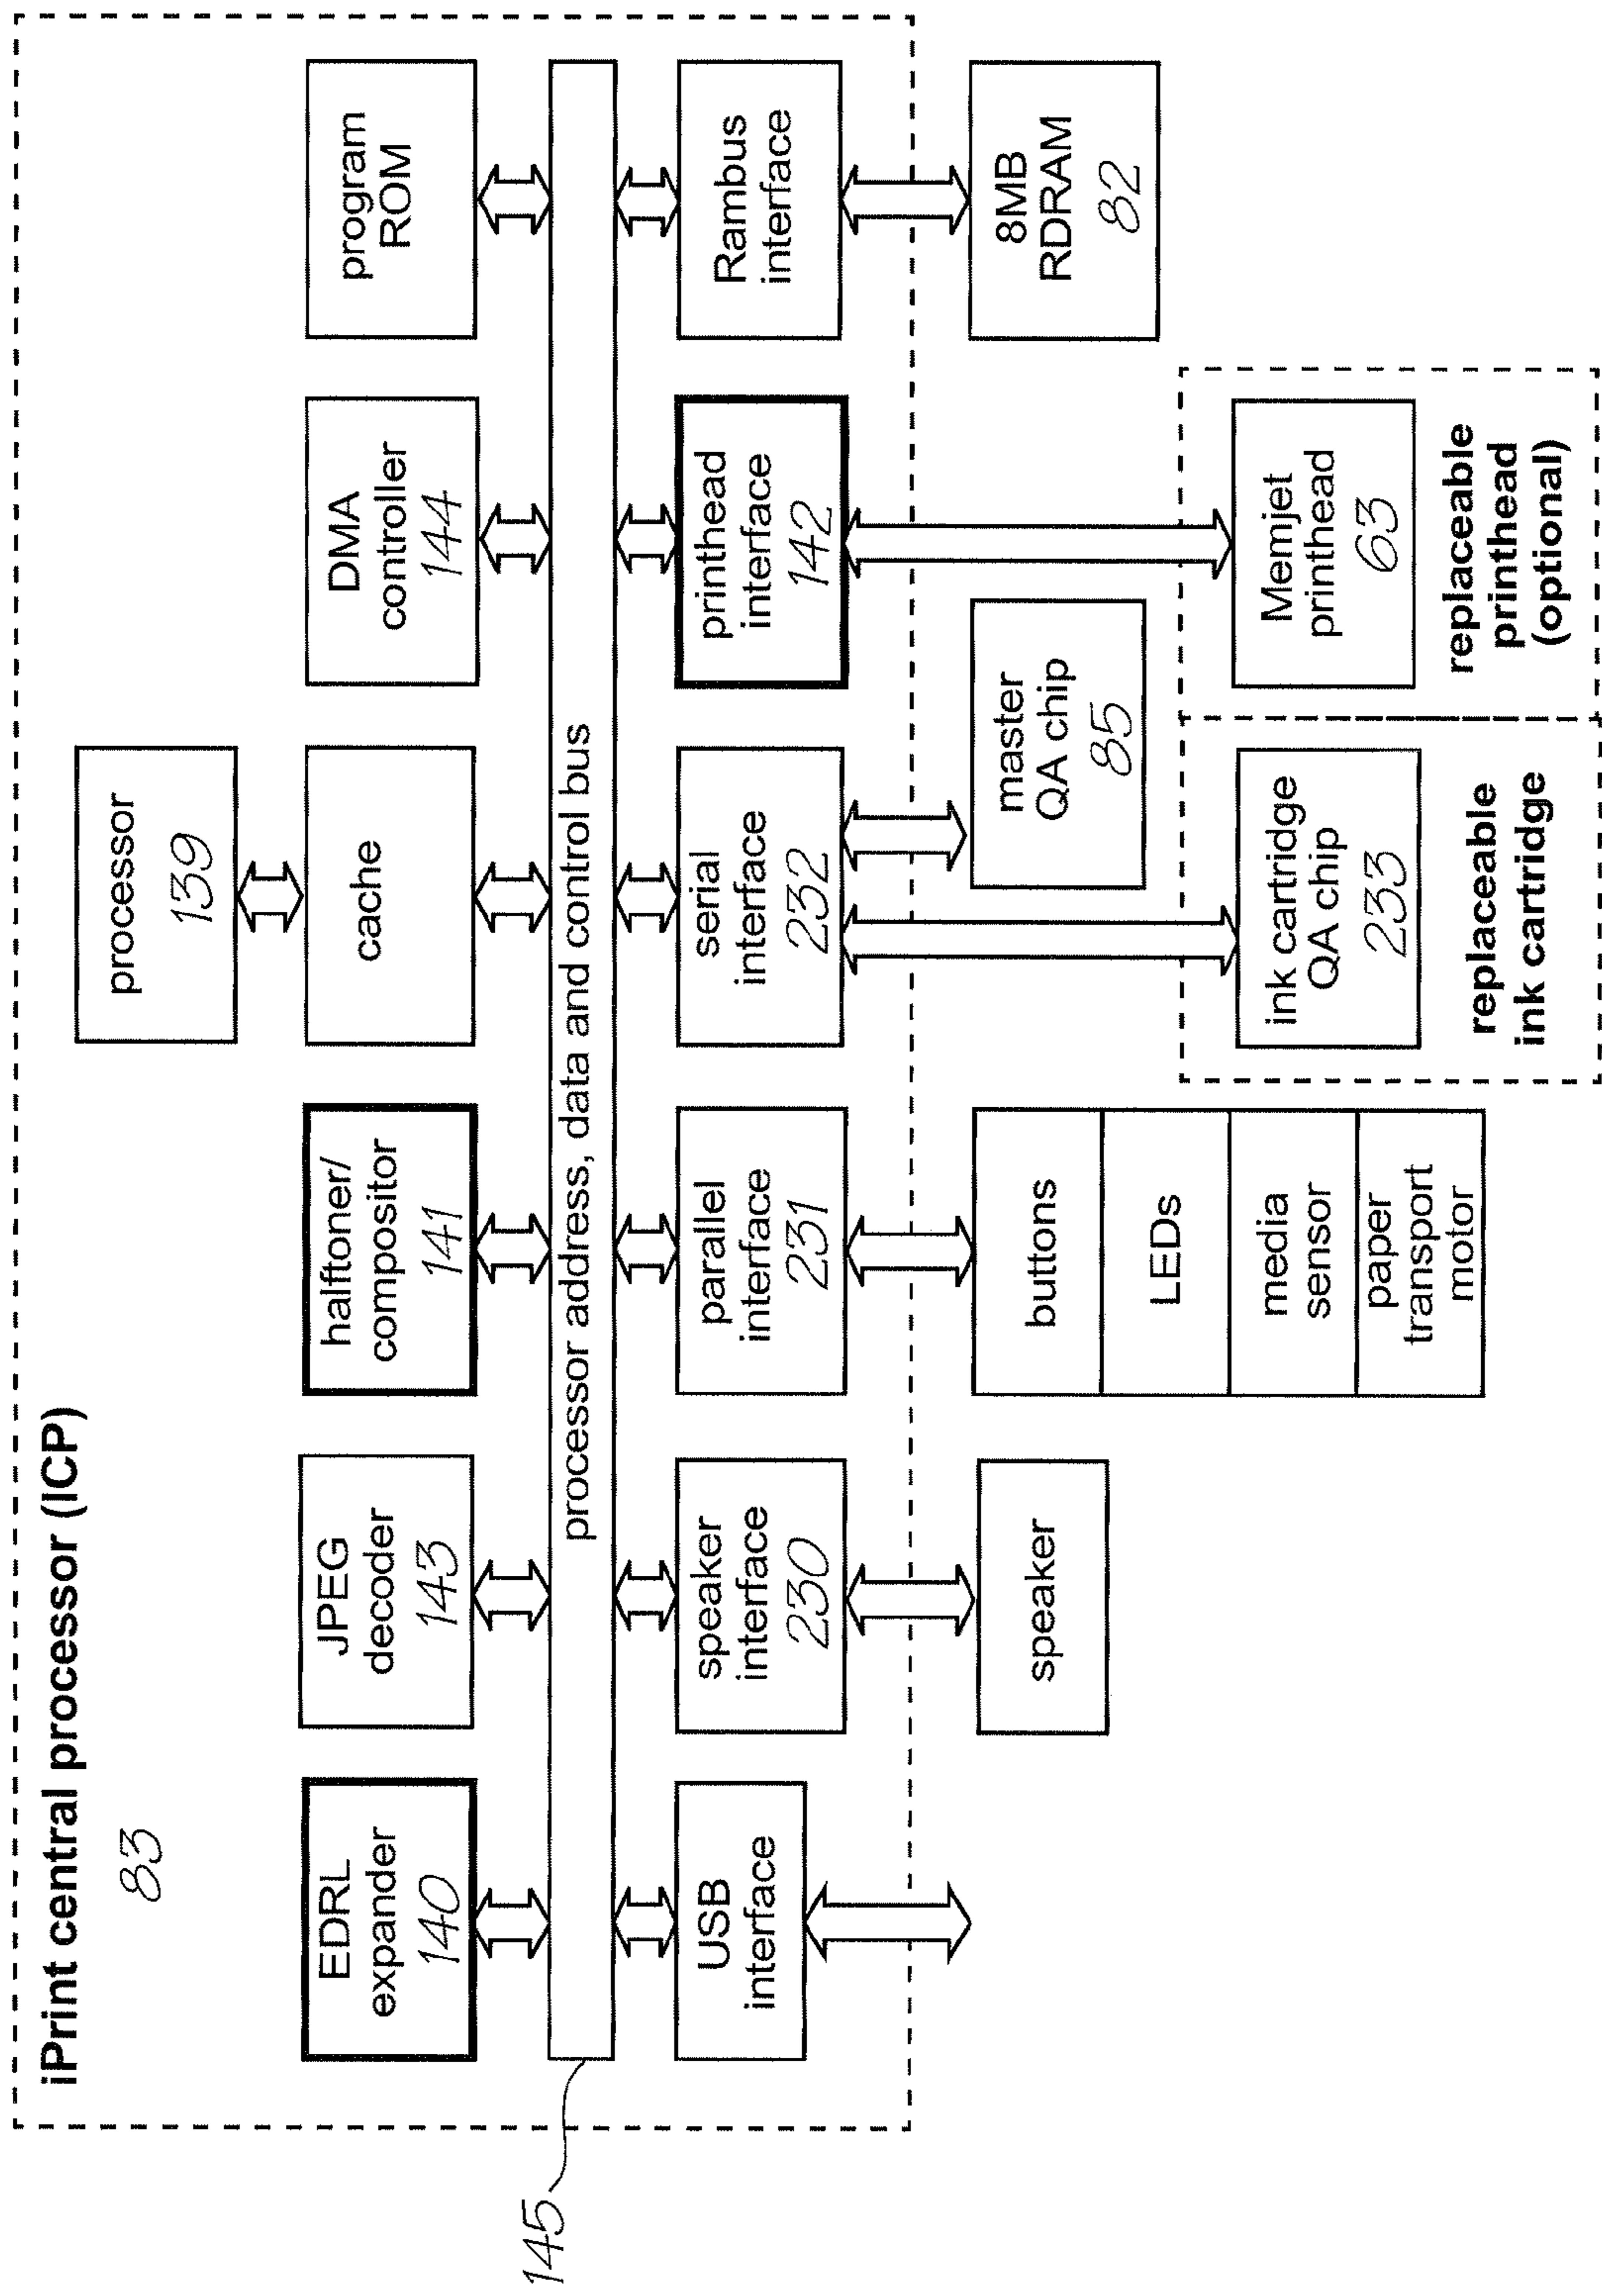 iPrint central processor (ICP)
83
processor
139
EDRL
expander
140
JPEG
decoder
143
halftoner/
compositor
141
cache
DMA
controller
144
program
ROM
145
processor address, data and control bus
USB
interface
speaker
interface
230
parallel
interface
231
serial
interface
232
printhead
interface
142
Rambus
interface
speaker
buttons
LEDs
media
sensor
paper
transport
motor
master
QA chip
85
8MB
RDRAM
82
ink cartridge
QA chip
233
replaceable
ink cartridge
Memjet
printhead
63
replaceable
printhead
(optional)